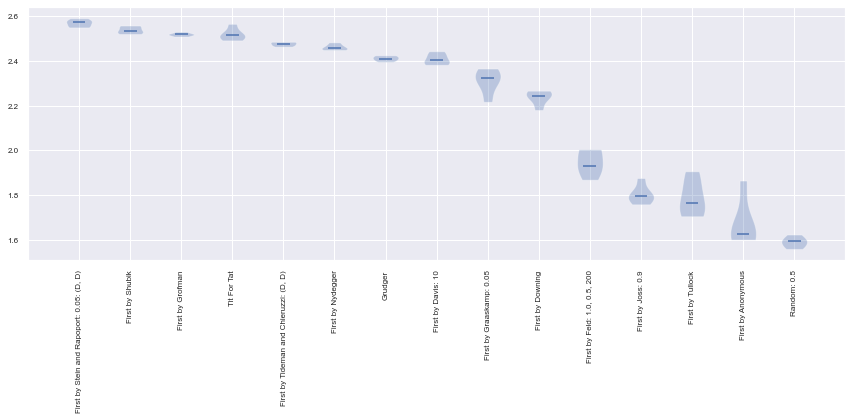 2.6
2.4
2.2
2.0
1.8
1.6
First by Stein and Rapoport: 0.05: (D, D)
First by Shubik
First by Grofman
Tit For Tat
First by Tideman and Chieruzzi: (D, D)
First by Nydegger
Grudger
First by Davis: 10
First by Graaskamp: 0.05
First by Downing
First by Feld: 1.0, 0.5, 200
First by Joss: 0.9
First by Tullock
First by Anonymous
Random: 0.5